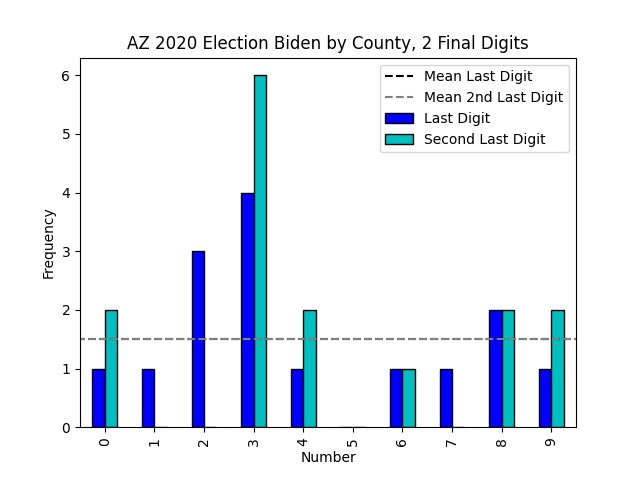 AZ 2020 Election Biden by County, 2 Final Digits
Mean Last Digit
Mean 2nd Last Digit
Last Digit
Second Last Digit
Frequency
6
5
4
3
2
1
0
0 1 2 3 4 5 6 7 8 9
Number